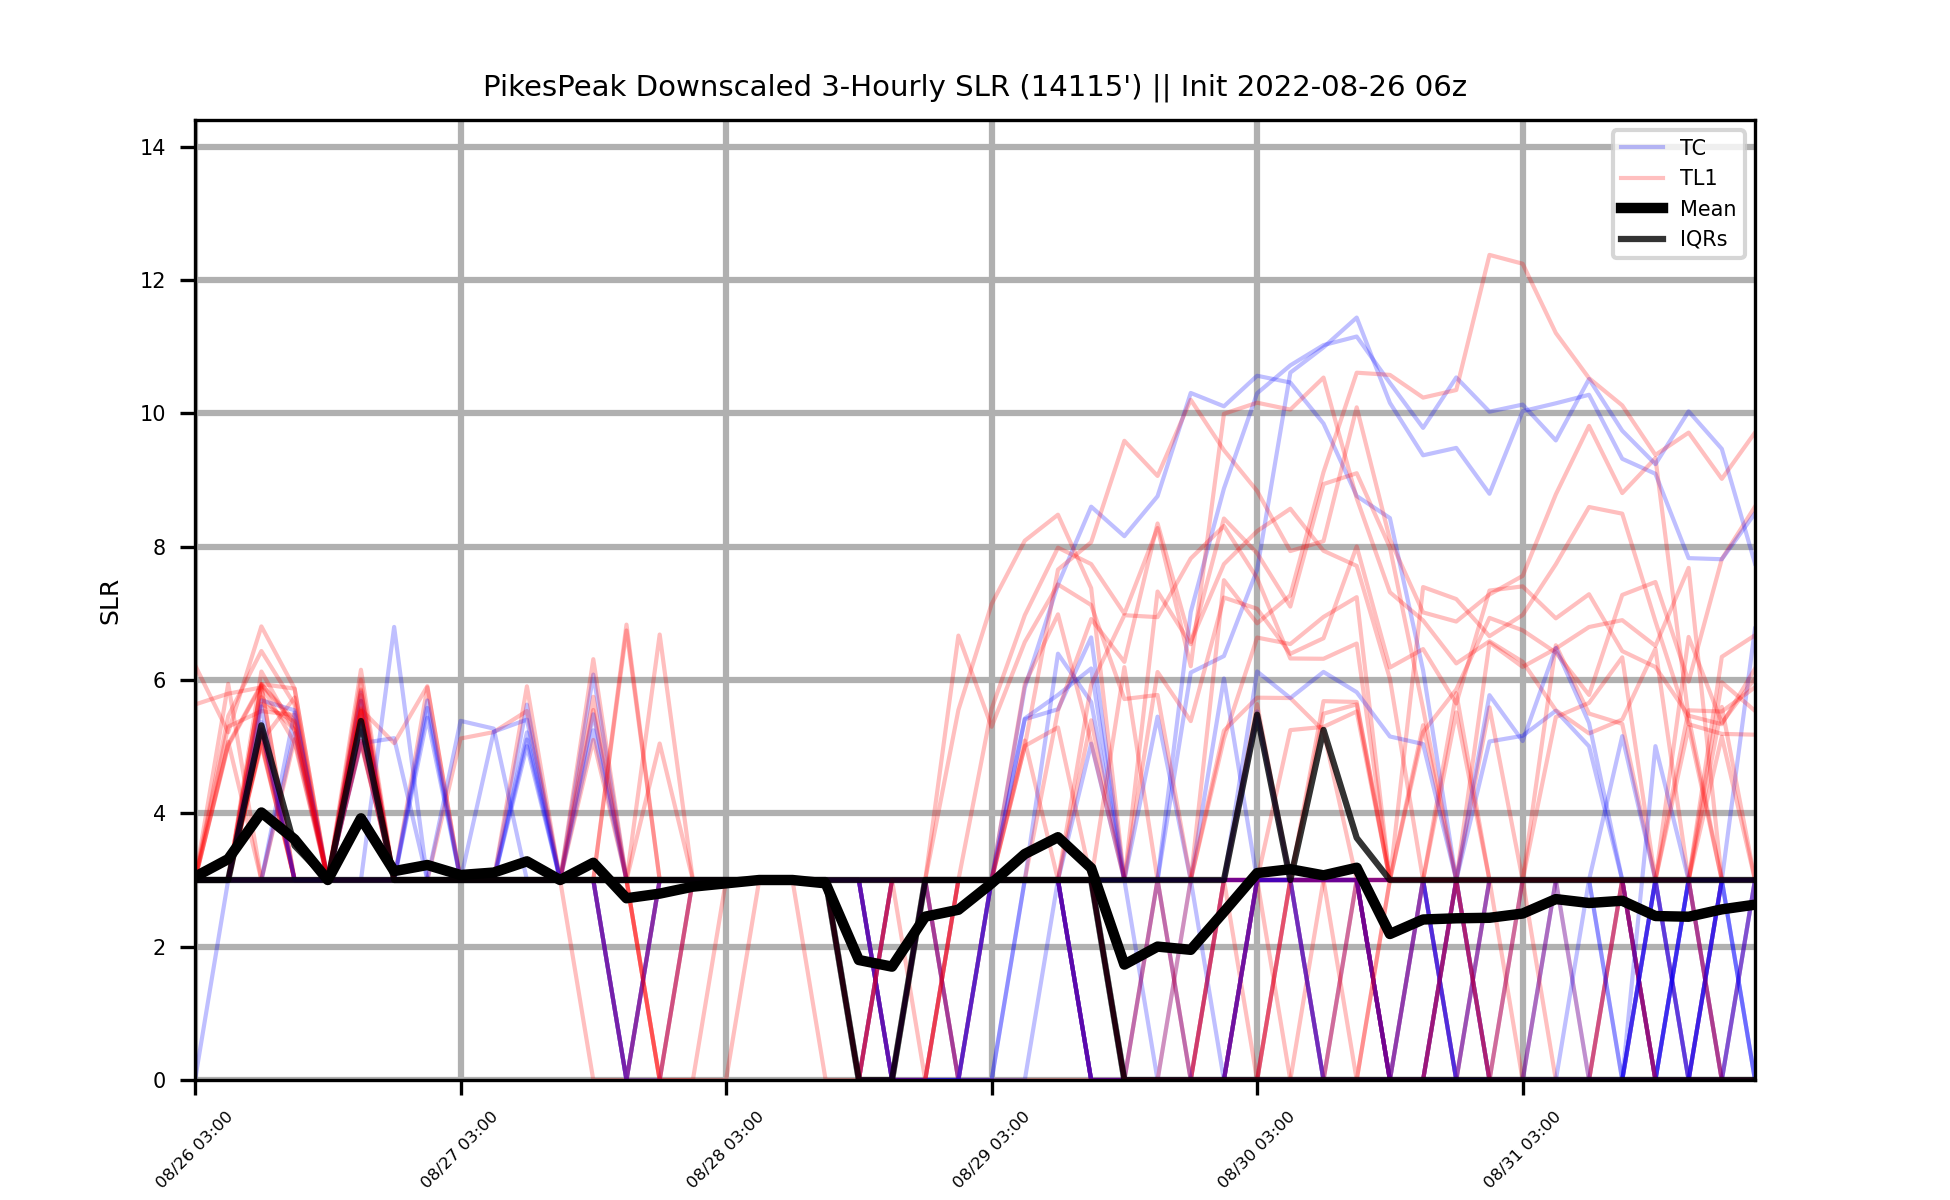 PikesPeak Downscaled 3-Hourly SLR (14115') || Init 2022-08-26 06z
TC
TL1
Mean
IQRs
SLR
14
12
10
8
6
4
2
0
08/26 03:00
08/27 03:00
08/28 03:00
08/29 03:00
08/30 03:00
08/31 03:00